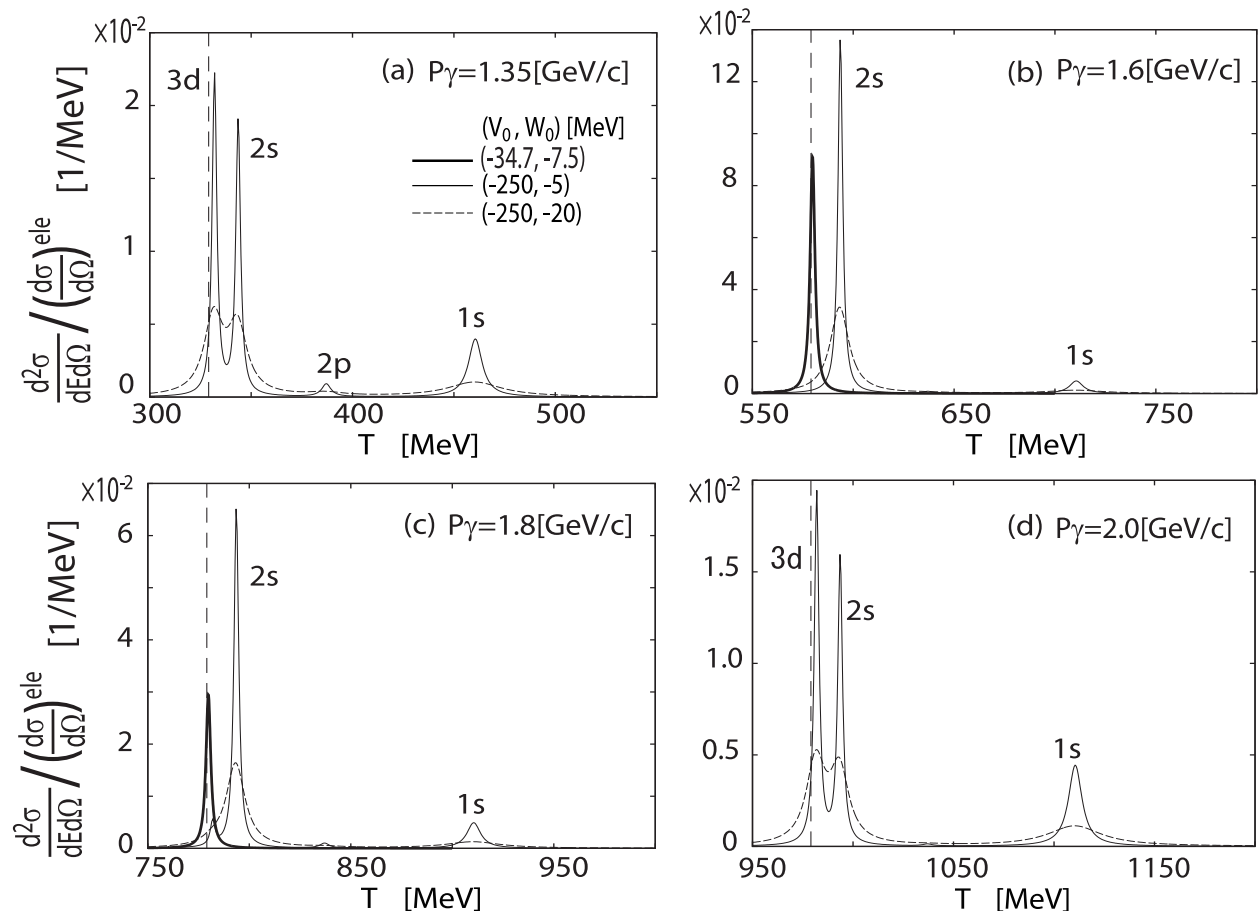 ×10⁻²
(a) Pγ=1.35[GeV/c]
3d
2s
2p
1s
(V₀ , W₀) [MeV]
(-34.7, -7.5)
(-250, -5)
(-250, -20)
2
1
0
300 400 500
T [MeV]
d²σ/dEdΩ / (dσ/dΩ)ᵉˡᵉ [1/MeV]
×10⁻²
(b) Pγ=1.6[GeV/c]
2s
1s
12
8
4
0
550 650 750
T [MeV]
×10⁻²
(c) Pγ=1.8[GeV/c]
2s
1s
6
4
2
0
750 850 950
T [MeV]
d²σ/dEdΩ / (dσ/dΩ)ᵉˡᵉ [1/MeV]
×10⁻²
(d) Pγ=2.0[GeV/c]
3d
2s
1s
1.5
1.0
0.5
0
950 1050 1150
T [MeV]